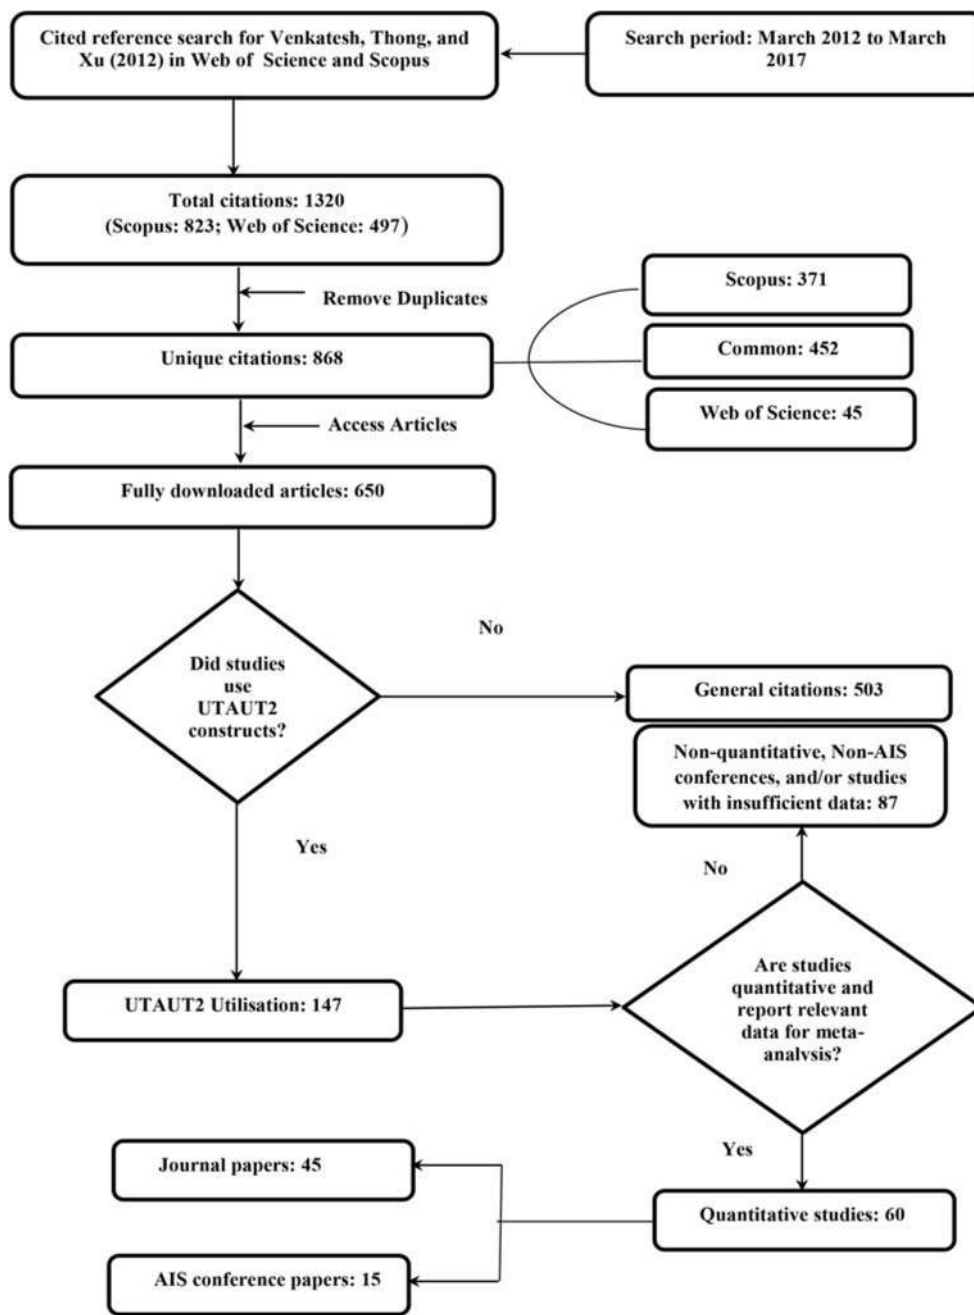 Cited reference search for Venkatesh, Thong, and
Xu (2012) in Web of Science and Scopus
Search period: March 2012 to March
2017
Total citations: 1320
(Scopus: 823; Web of Science: 497)
Remove Duplicates
Scopus: 371
Unique citations: 868
Common: 452
Web of Science: 45
Access Articles
Fully downloaded articles: 650
No
Did studies
use
UTAUT2
constructs?
General citations: 503
Non-quantitative, Non-AIS
conferences, and/or studies
with insufficient data: 87
Yes
No
Are studies
quantitative and
report relevant
data for meta-
analysis?
UTAUT2 Utilisation: 147
Yes
Journal papers: 45
Quantitative studies: 60
AIS conference papers: 15